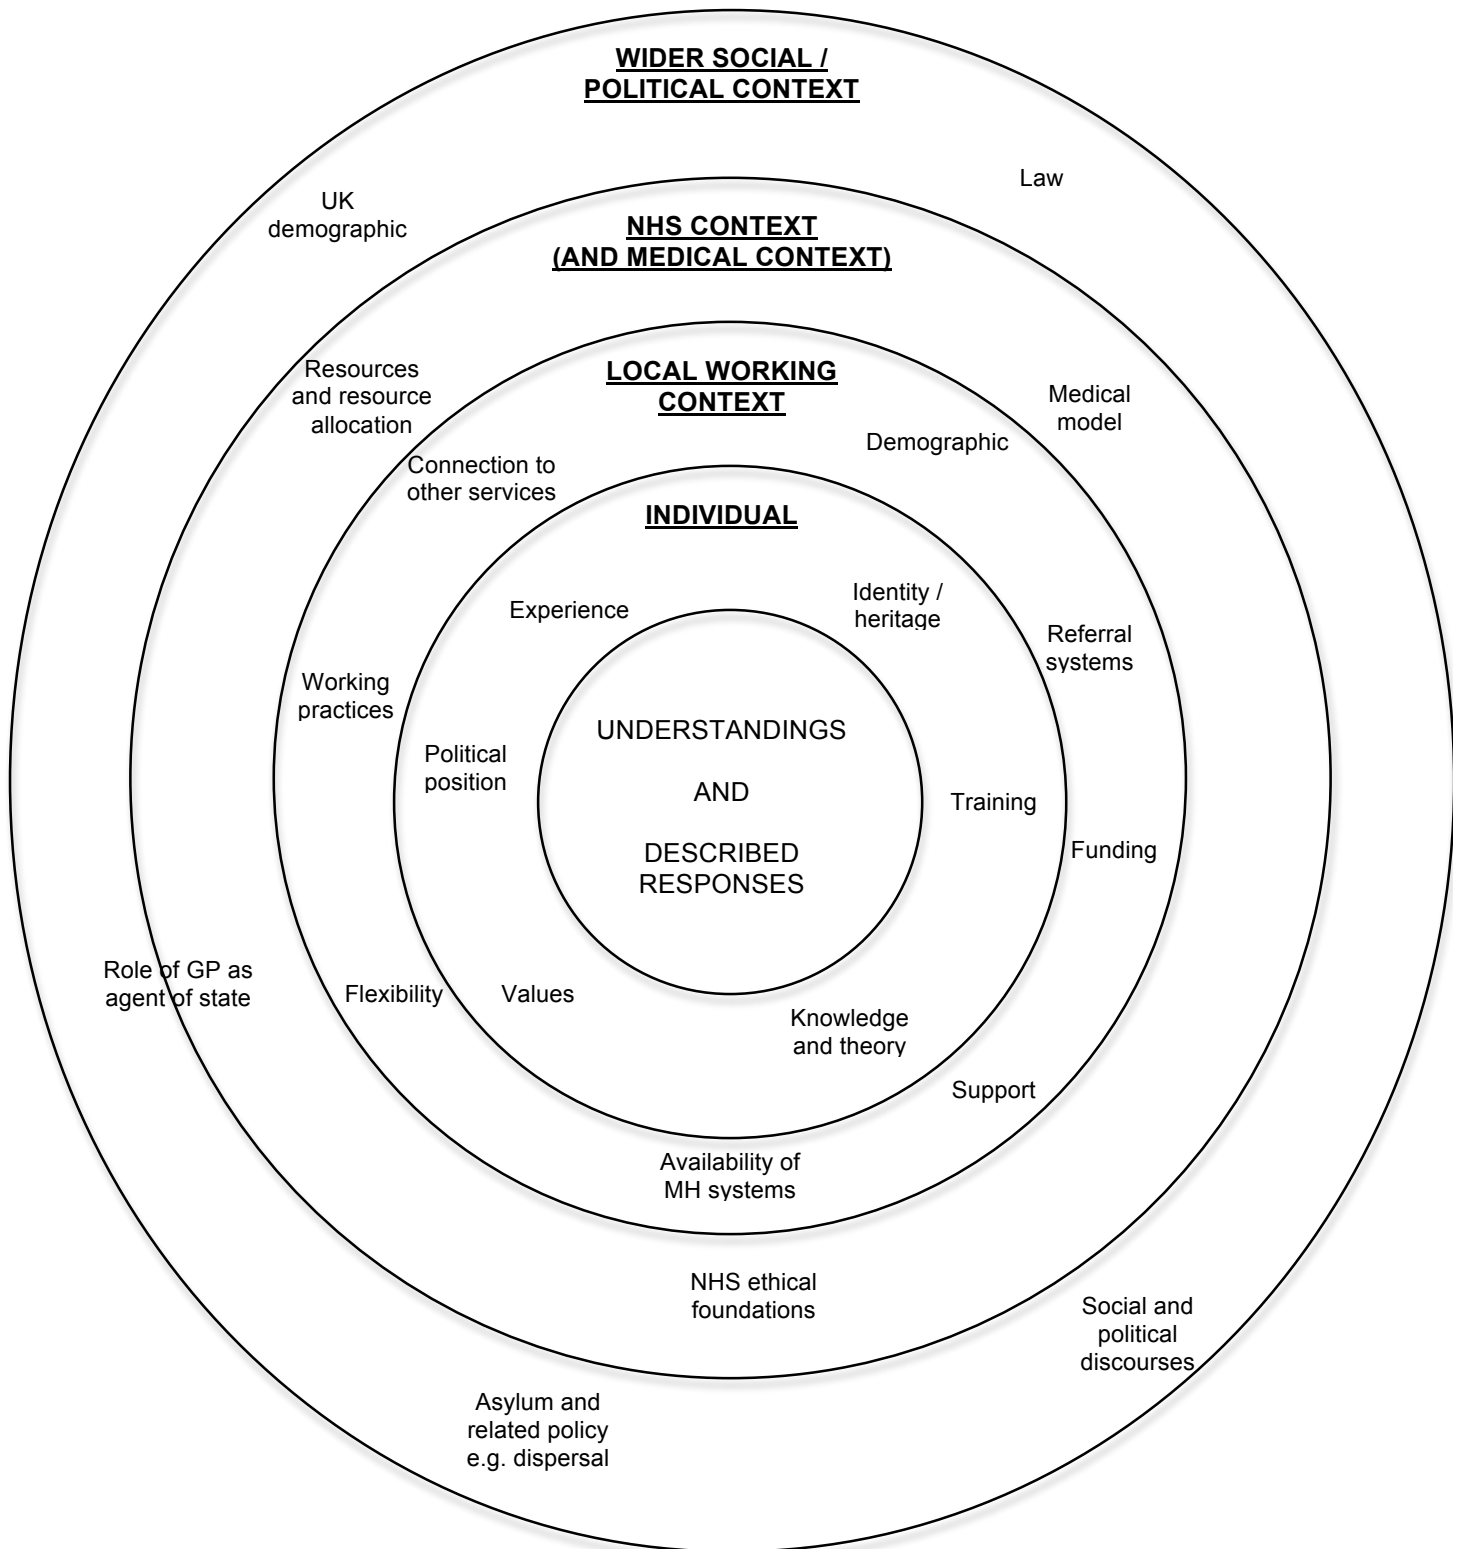 WIDER SOCIAL /
POLITICAL CONTEXT
Law
UK
demographic
NHS CONTEXT
(AND MEDICAL CONTEXT)
Resources
and resource
allocation
LOCAL WORKING
CONTEXT
Medical
model
Demographic
Connection to
other services
INDIVIDUAL
Experience
Identity /
heritage
Referral
systems
Working
practices
Political
position
UNDERSTANDINGS
AND
DESCRIBED
RESPONSES
Training
Funding
Role of GP as
agent of state
Flexibility
Values
Knowledge
and theory
Support
Availability of
MH systems
NHS ethical
foundations
Social and
political
discourses
Asylum and
related policy
e.g. dispersal